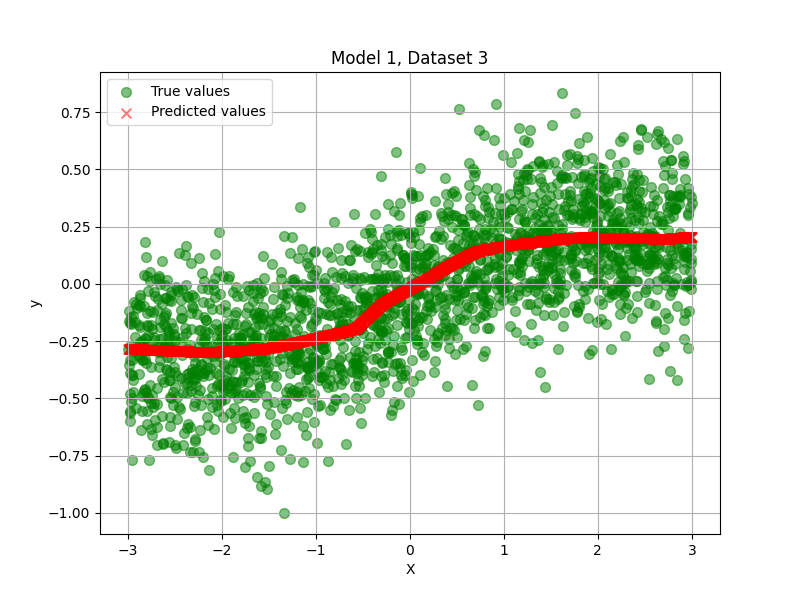 Model 1, Dataset 3
True values
Predicted values
0.75
0.50
0.25
0.00
−0.25
−0.50
−0.75
−1.00
y
−3 −2 −1 0 1 2 3
X